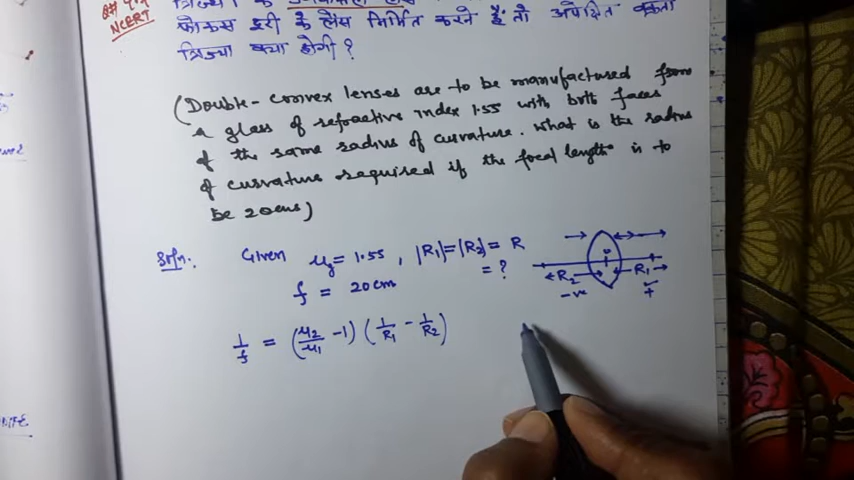 NCERT
त्रिज्या के
फोकस दूरी के लेंस निर्मित करने हैं तो अपेक्षित वक्रता
त्रिज्या क्या होगी?
(Double-convex lenses are to be manufactured from
a glass of refractive index 1.55 with both faces
of the same radius of curvature. What is the radius
of curvature required if the focal length is to
be 20cms)
Soln. Given μg = 1.55, |R1|=|R2|= R
= ?
f = 20cm
1/f = (μ2/μ1 -1) (1/R1 - 1/R2)
o
R2 R1
-ve +